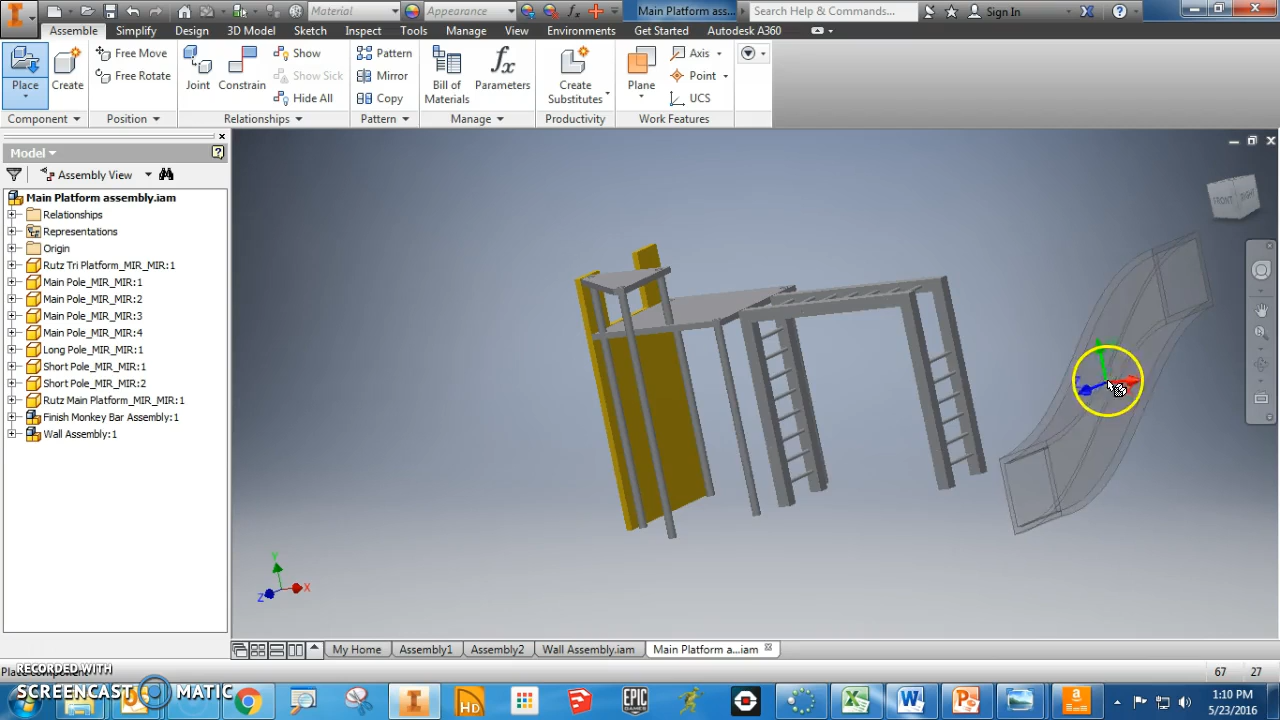 Material
Appearance
Main Platform ass...
Search Help & Commands...
Sign In
Assemble Simplify Design 3D Model Sketch Inspect Tools Manage View Environments Get Started Autodesk A360
Place
Create
Free Move
Free Rotate
Joint
Constrain
Show
Show Sick
Hide All
Pattern
Mirror
Copy
Bill of
Materials
Parameters
Create
Substitutes
Plane
Axis
Point
UCS
Component Position Relationships Pattern Manage Productivity Work Features
Model
Assembly View
Main Platform assembly.iam
Relationships
Representations
Origin
Rutz Tri Platform_MIR_MIR:1
Main Pole_MIR_MIR:1
Main Pole_MIR_MIR:2
Main Pole_MIR_MIR:3
Main Pole_MIR_MIR:4
Long Pole_MIR_MIR:1
Short Pole_MIR_MIR:1
Short Pole_MIR_MIR:2
Rutz Main Platform_MIR_MIR:1
Finish Monkey Bar Assembly:1
Wall Assembly:1
FRONT RIGHT
Y
Z X
My Home Assembly1 Assembly2 Wall Assembly.iam Main Platform a...iam
RECORDED WITH
67 27
SCREENCAST MATIC
HD
EPIC
GAMES
1:10 PM
5/23/2016